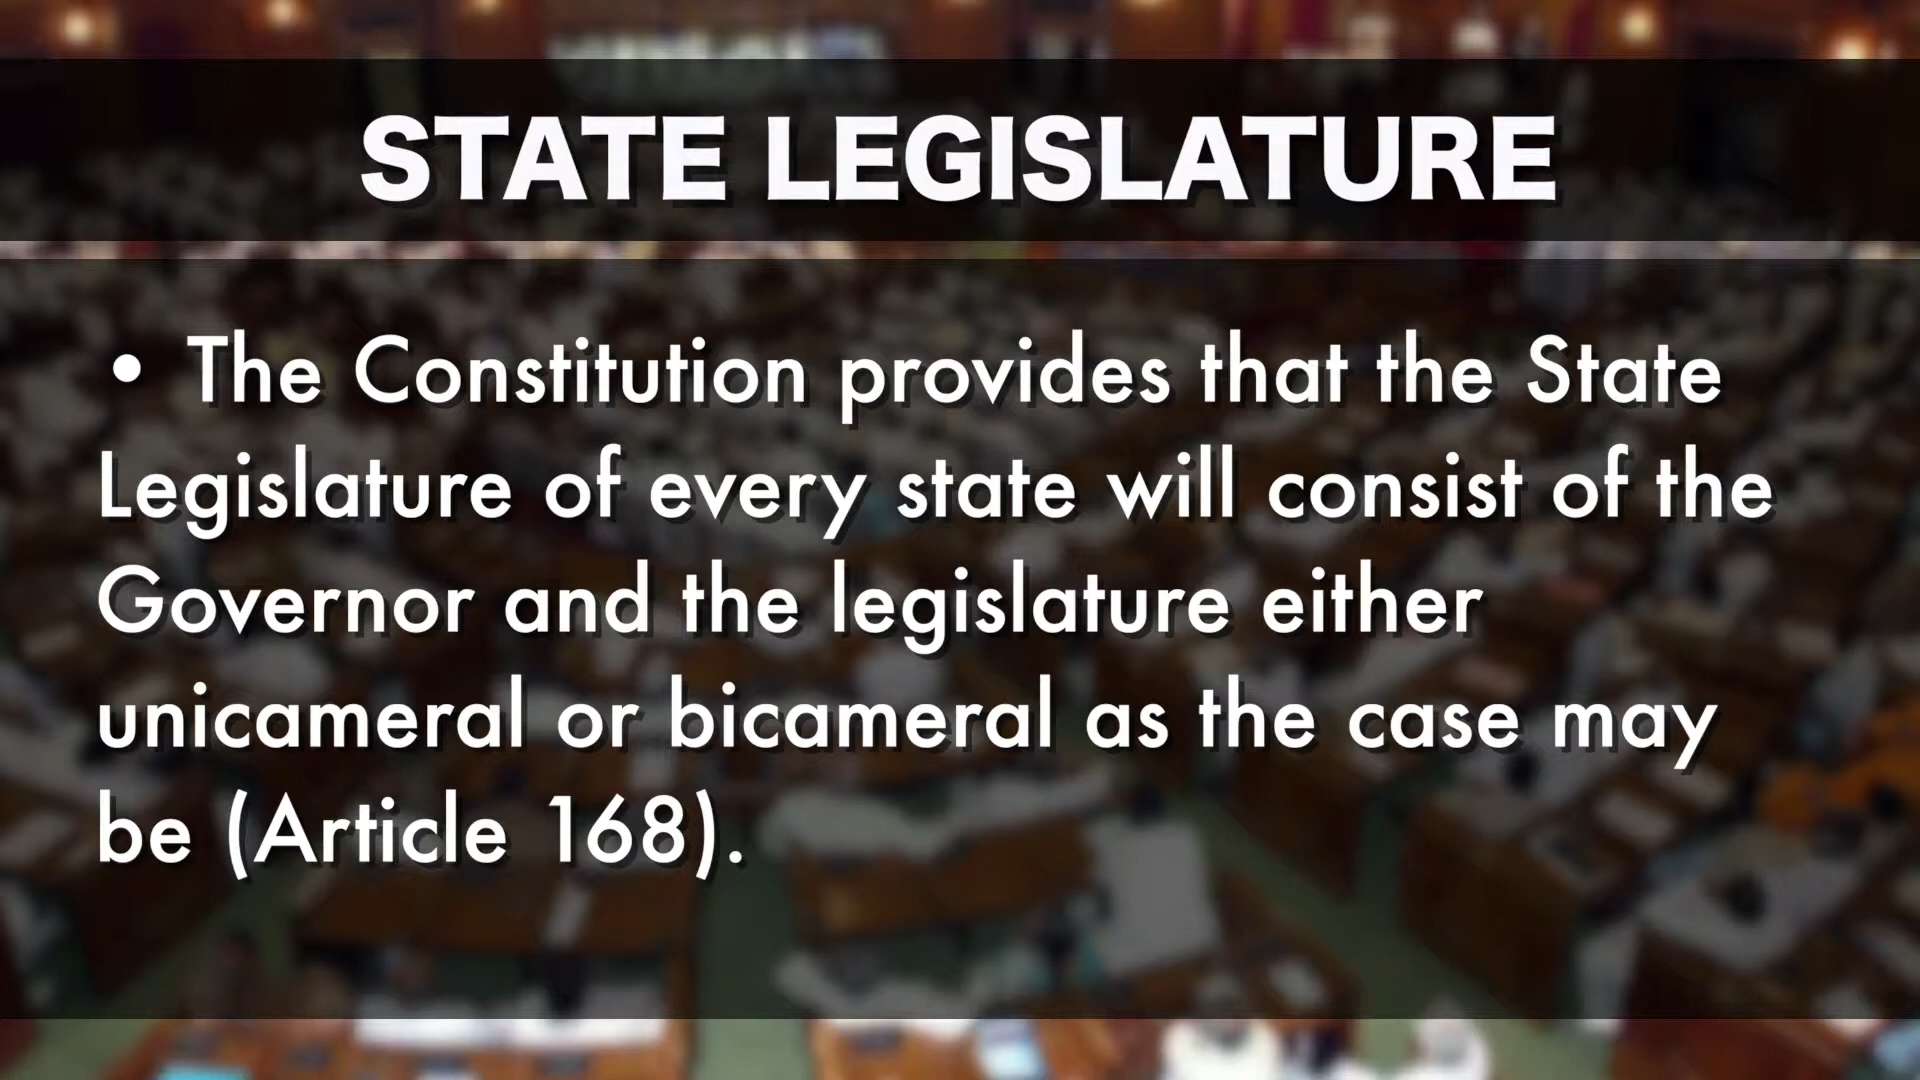 STATE LEGISLATURE
• The Constitution provides that the State
Legislature of every state will consist of the
Governor and the legislature either
unicameral or bicameral as the case may
be (Article 168).